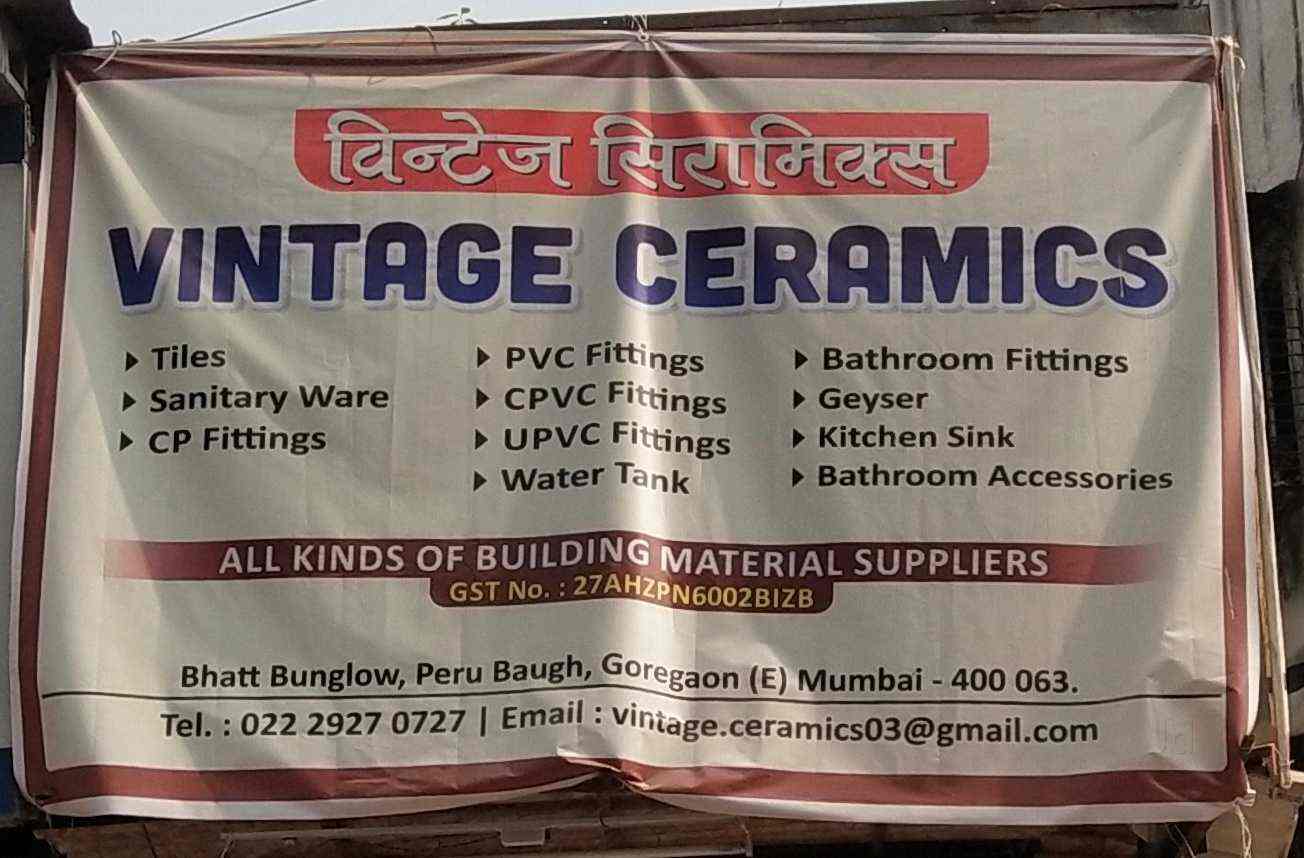 विन्टेज सिरामिक्स
VINTAGE CERAMICS
Tiles
Sanitary Ware
CP Fittings
PVC Fittings
CPVC Fittings
UPVC Fittings
Water Tank
Bathroom Fittings
Geyser
Kitchen Sink
Bathroom Accessories
ALL KINDS OF BUILDING MATERIAL SUPPLIERS
GST No. : 27AHZPN6002BIZB
Bhatt Bunglow, Peru Baugh, Goregaon (E) Mumbai - 400 063.
Tel. : 022 2927 0727 | Email : vintage.ceramics03@gmail.com
Jd